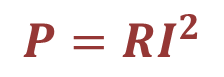 P = RI²